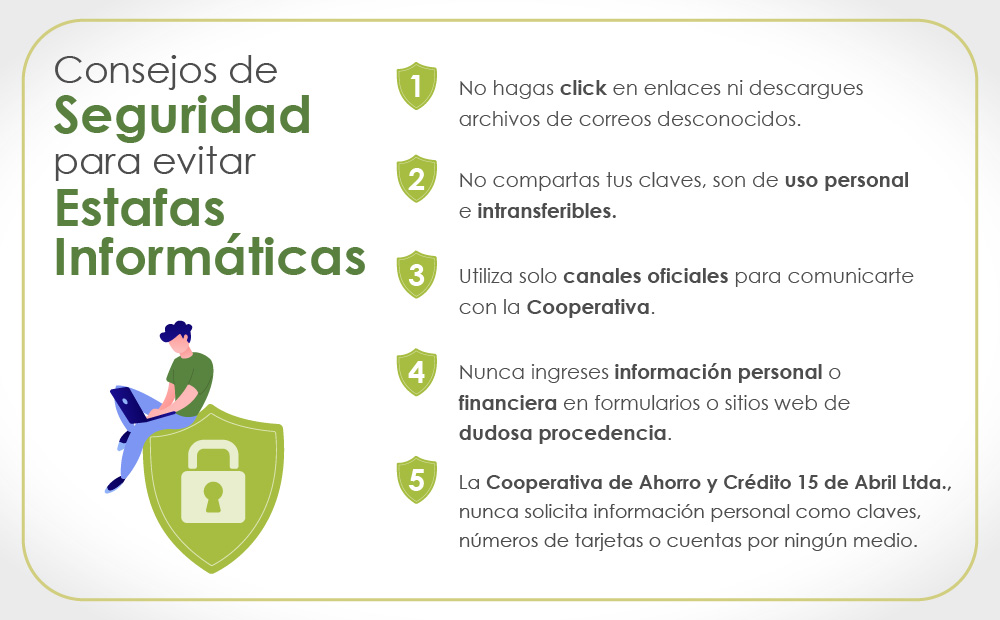 Consejos de
Seguridad
para evitar
Estafas
Informáticas
1
No hagas click en enlaces ni descargues
archivos de correos desconocidos.
2
No compartas tus claves, son de uso personal
e intransferibles.
3
Utiliza solo canales oficiales para comunicarte
con la Cooperativa.
4
Nunca ingreses información personal o
financiera en formularios o sitios web de
dudosa procedencia.
5
La Cooperativa de Ahorro y Crédito 15 de Abril Ltda.,
nunca solicita información personal como claves,
números de tarjetas o cuentas por ningún medio.